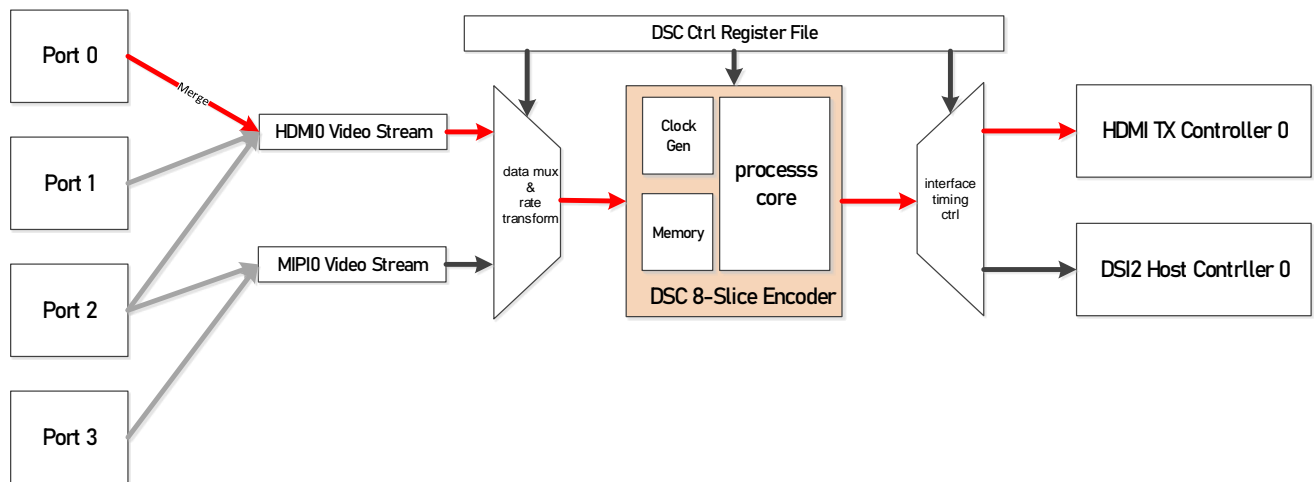 DSC Ctrl Register File
Port 0
Merge
HDMI0 Video Stream
Port 1
MIPI0 Video Stream
Port 2
Port 3
data mux
&
rate
transform
Clock
Gen
Memory
processs
core
DSC 8-Slice Encoder
interface
timing
ctrl
HDMI TX Controller 0
DSI2 Host Contrller 0